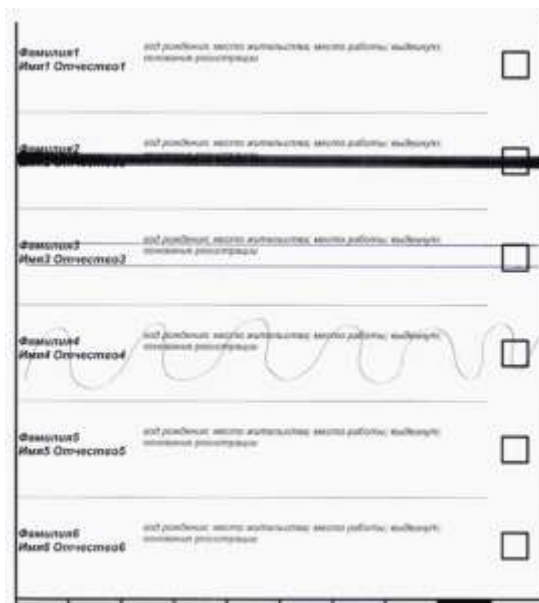 Фамилия1
Имя1 Отчество1
год рождения; место жительства; место работы; выдвинут;
основание регистрации
Фамилия2
год рождения; место жительства; место работы; выдвинут;
Фамилия3
Имя3 Отчество3
год рождения; место жительства; место работы; выдвинут;
основание регистрации
Фамилия4
Имя4 Отчество4
год рождения; место жительства; место работы; выдвинут;
основание регистрации
Фамилия5
Имя5 Отчество5
год рождения; место жительства; место работы; выдвинут;
основание регистрации
Фамилия6
Имя6 Отчество6
год рождения; место жительства; место работы; выдвинут;
основание регистрации